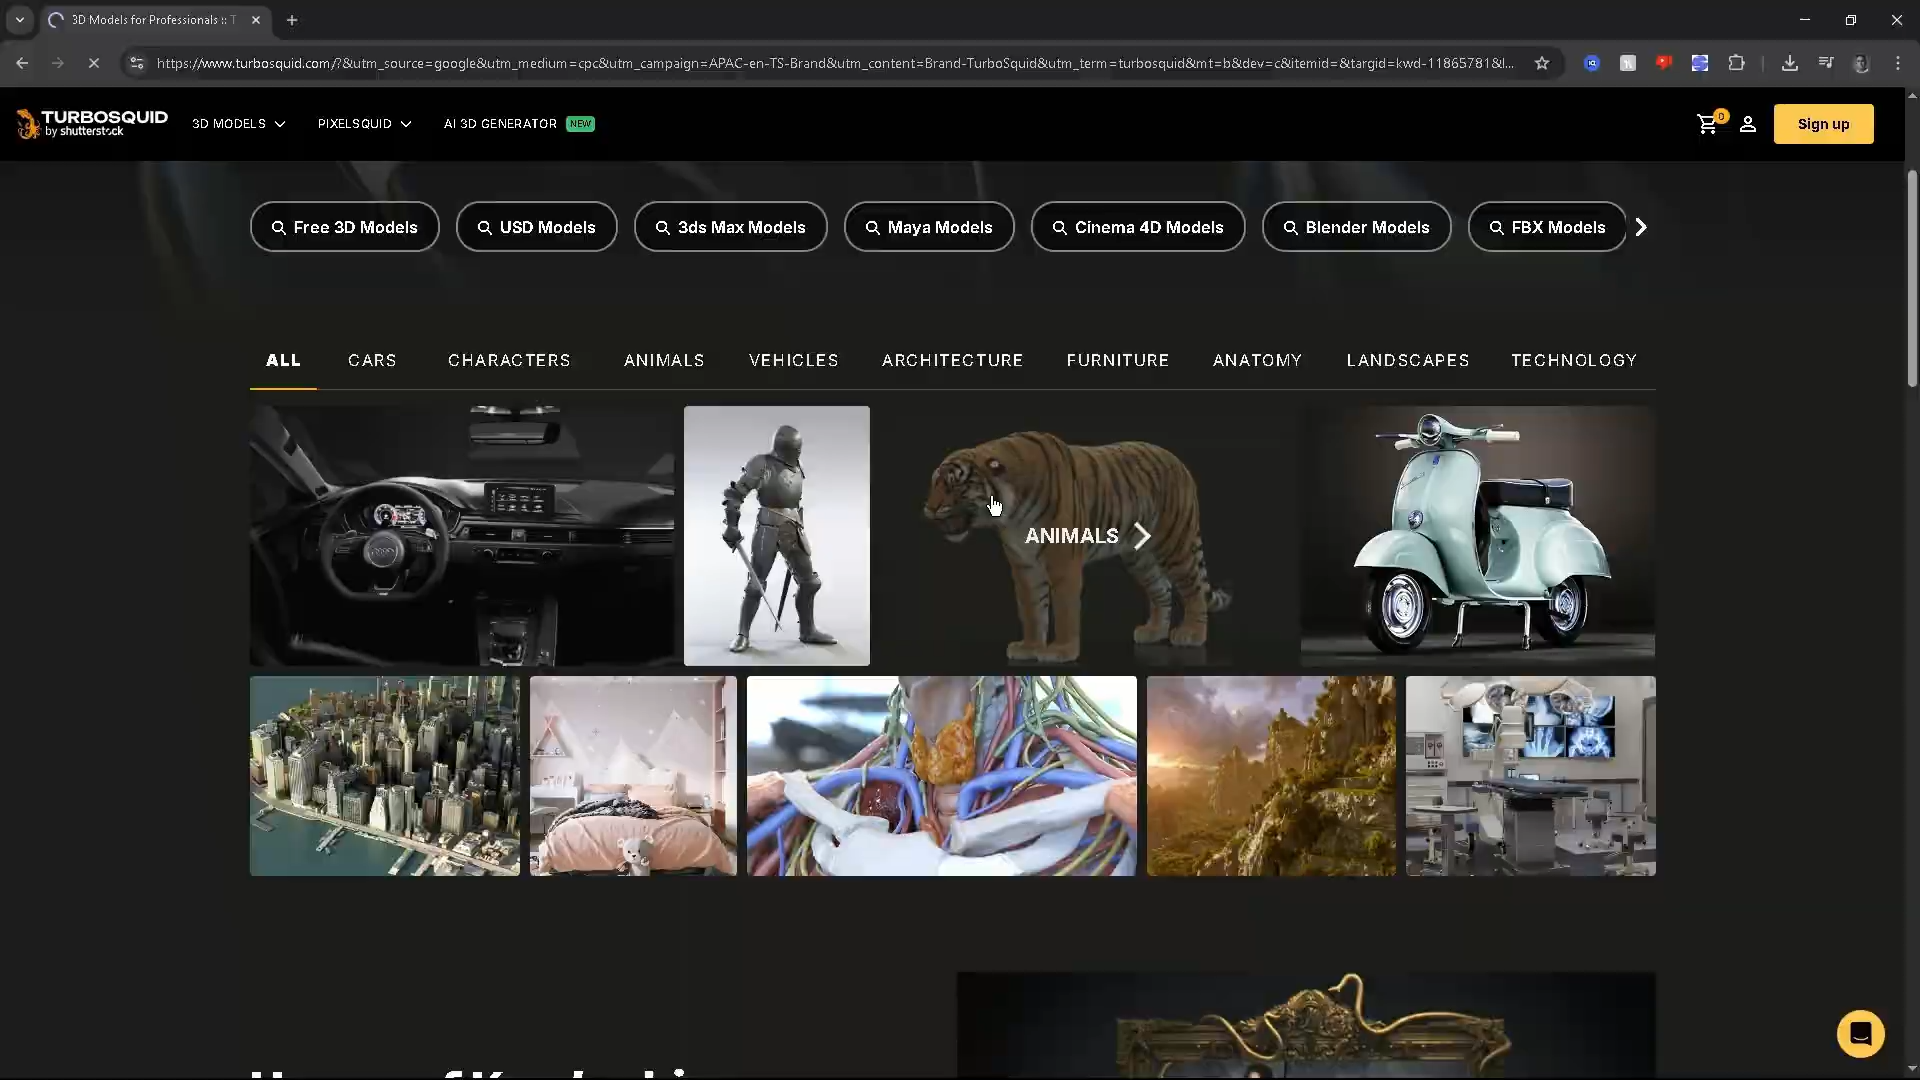 3D Models for Professionals :: T
https://www.turbosquid.com/?&utm_source=google&utm_medium=cpc&utm_campaign=APAC-en-TS-Brand&utm_content=Brand-TurboSquid&utm_term=turbosquid&mt=b&dev=c&itemid=&targid=kwd-11865781&l...
TURBOSQUID
by shutterstock
3D MODELS
PIXELSQUID
AI 3D GENERATOR NEW
0
Sign up
Free 3D Models
USD Models
3ds Max Models
Maya Models
Cinema 4D Models
Blender Models
FBX Models
ALL
CARS
CHARACTERS
ANIMALS
VEHICLES
ARCHITECTURE
FURNITURE
ANATOMY
LANDSCAPES
TECHNOLOGY
ANIMALS